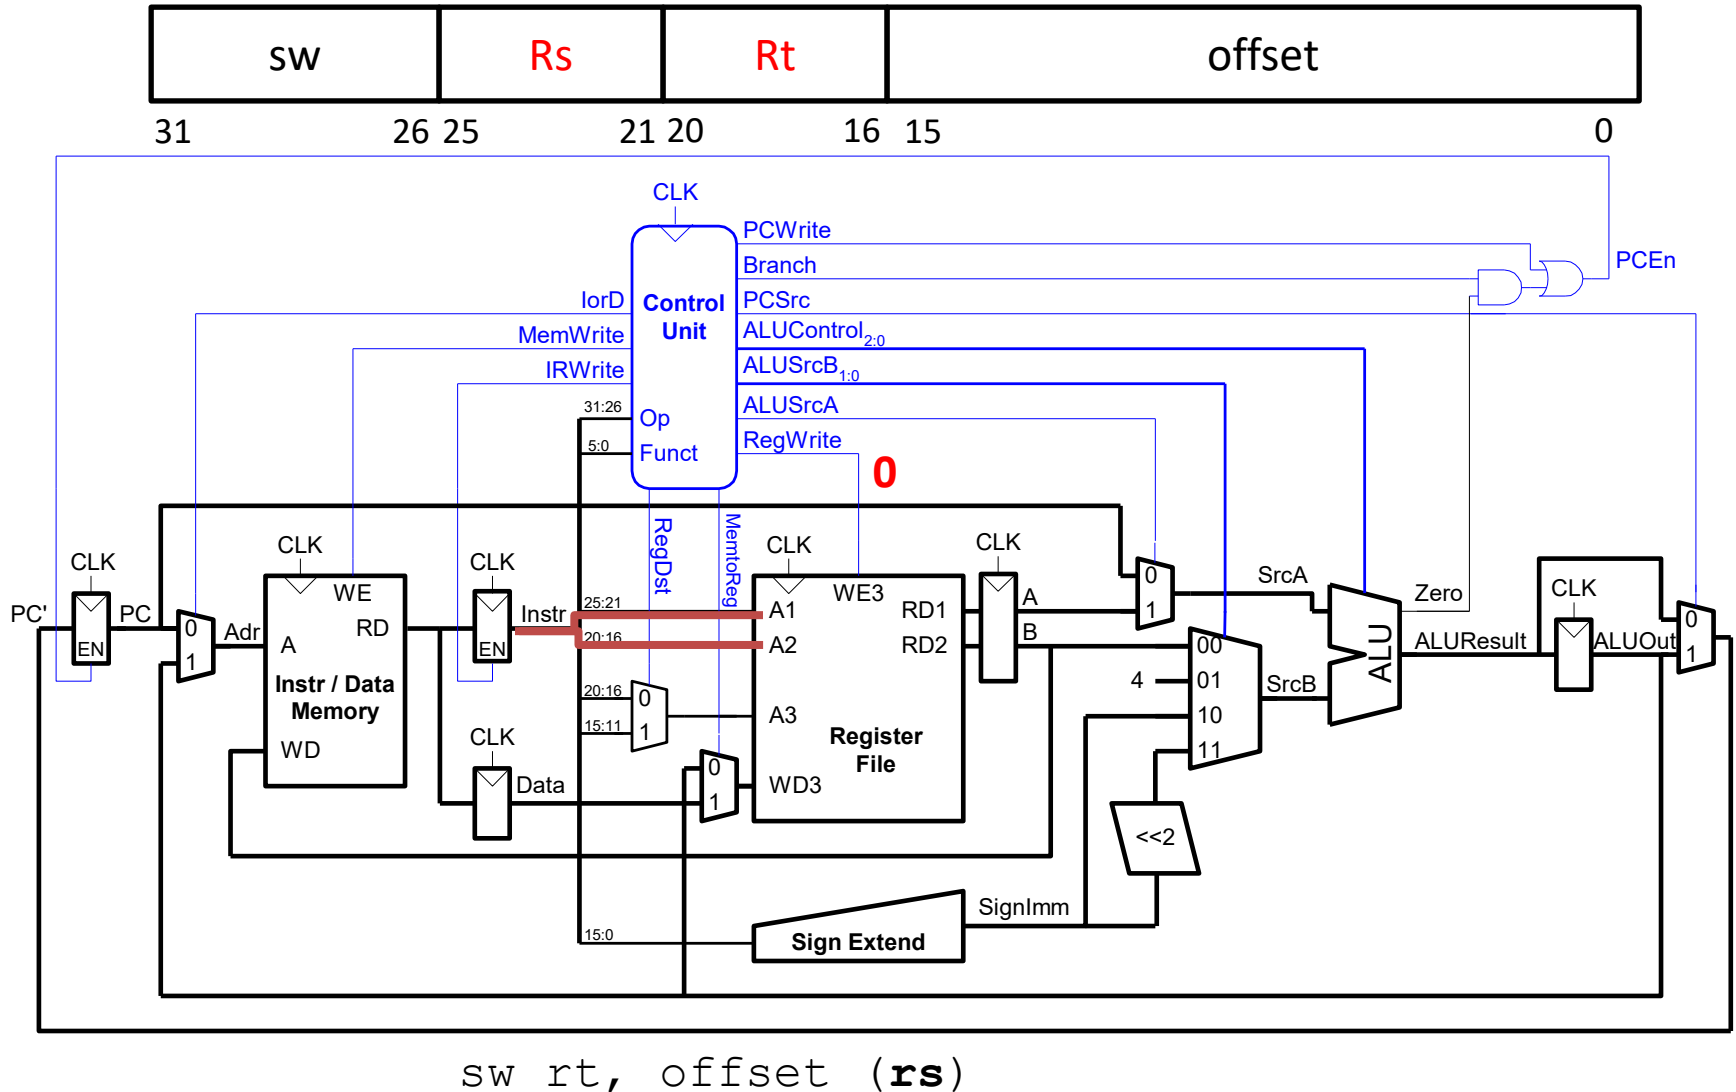 sw Rs Rt offset
31 26 25 21 20 16 15 0
CLK
PCWrite
Branch
PCEn
IorD Control Unit PCSrc
MemWrite ALUControl2:0
IRWrite ALUSrcB1:0
31:26 Op ALUSrcA
5:0 Funct RegWrite
0
RegDst MemtoReg
CLK CLK CLK CLK CLK CLK
PC' EN PC 0 1 Adr
WE A RD Instr / Data Memory WD
EN Instr
CLK Data
25:21
20:16
20:16 0
15:11 1
0 1
WE3 A1 RD1 A2 RD2 A3 Register File WD3
A B
0 1 SrcA
00 4 01 10 11 SrcB
<<2
ALU Zero ALUResult ALUOut 0 1
15:0 Sign Extend SignImm
sw rt, offset (rs)